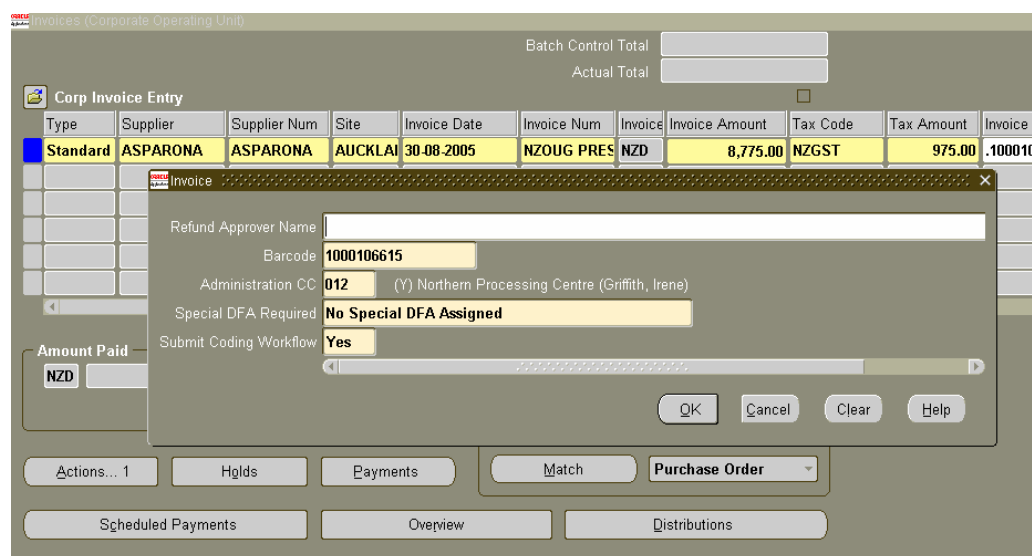 Invoices (Corporate Operating Unit)
Batch Control Total
Actual Total
Corp Invoice Entry
Type Supplier Supplier Num Site Invoice Date Invoice Num Invoice Invoice Amount Tax Code Tax Amount Invoice
Standard ASPARONA ASPARONA AUCKLAI 30-08-2005 NZOUG PRES NZD 8,775.00 NZGST 975.00 .100010
Invoice
Refund Approver Name
Barcode 1000106615
Administration CC 012 (Y) Northern Processing Centre (Griffith, Irene)
Special DFA Required No Special DFA Assigned
Submit Coding Workflow Yes
Amount Paid
NZD
OK Cancel Clear Help
Actions... 1 Holds Payments Match Purchase Order
Scheduled Payments Overview Distributions